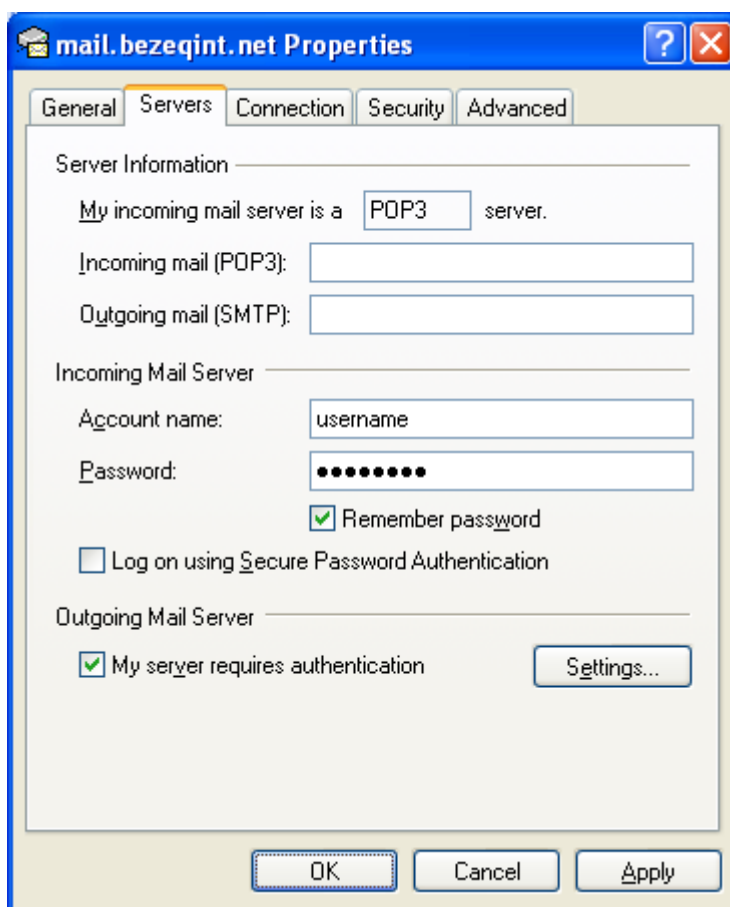 mail.bezeqint.net Properties
General Servers Connection Security Advanced
Server Information
My incoming mail server is a POP3 server.
Incoming mail (POP3):
Outgoing mail (SMTP):
Incoming Mail Server
Account name: username
Password: ●●●●●●●●
Remember password
Log on using Secure Password Authentication
Outgoing Mail Server
My server requires authentication Settings...
OK Cancel Apply